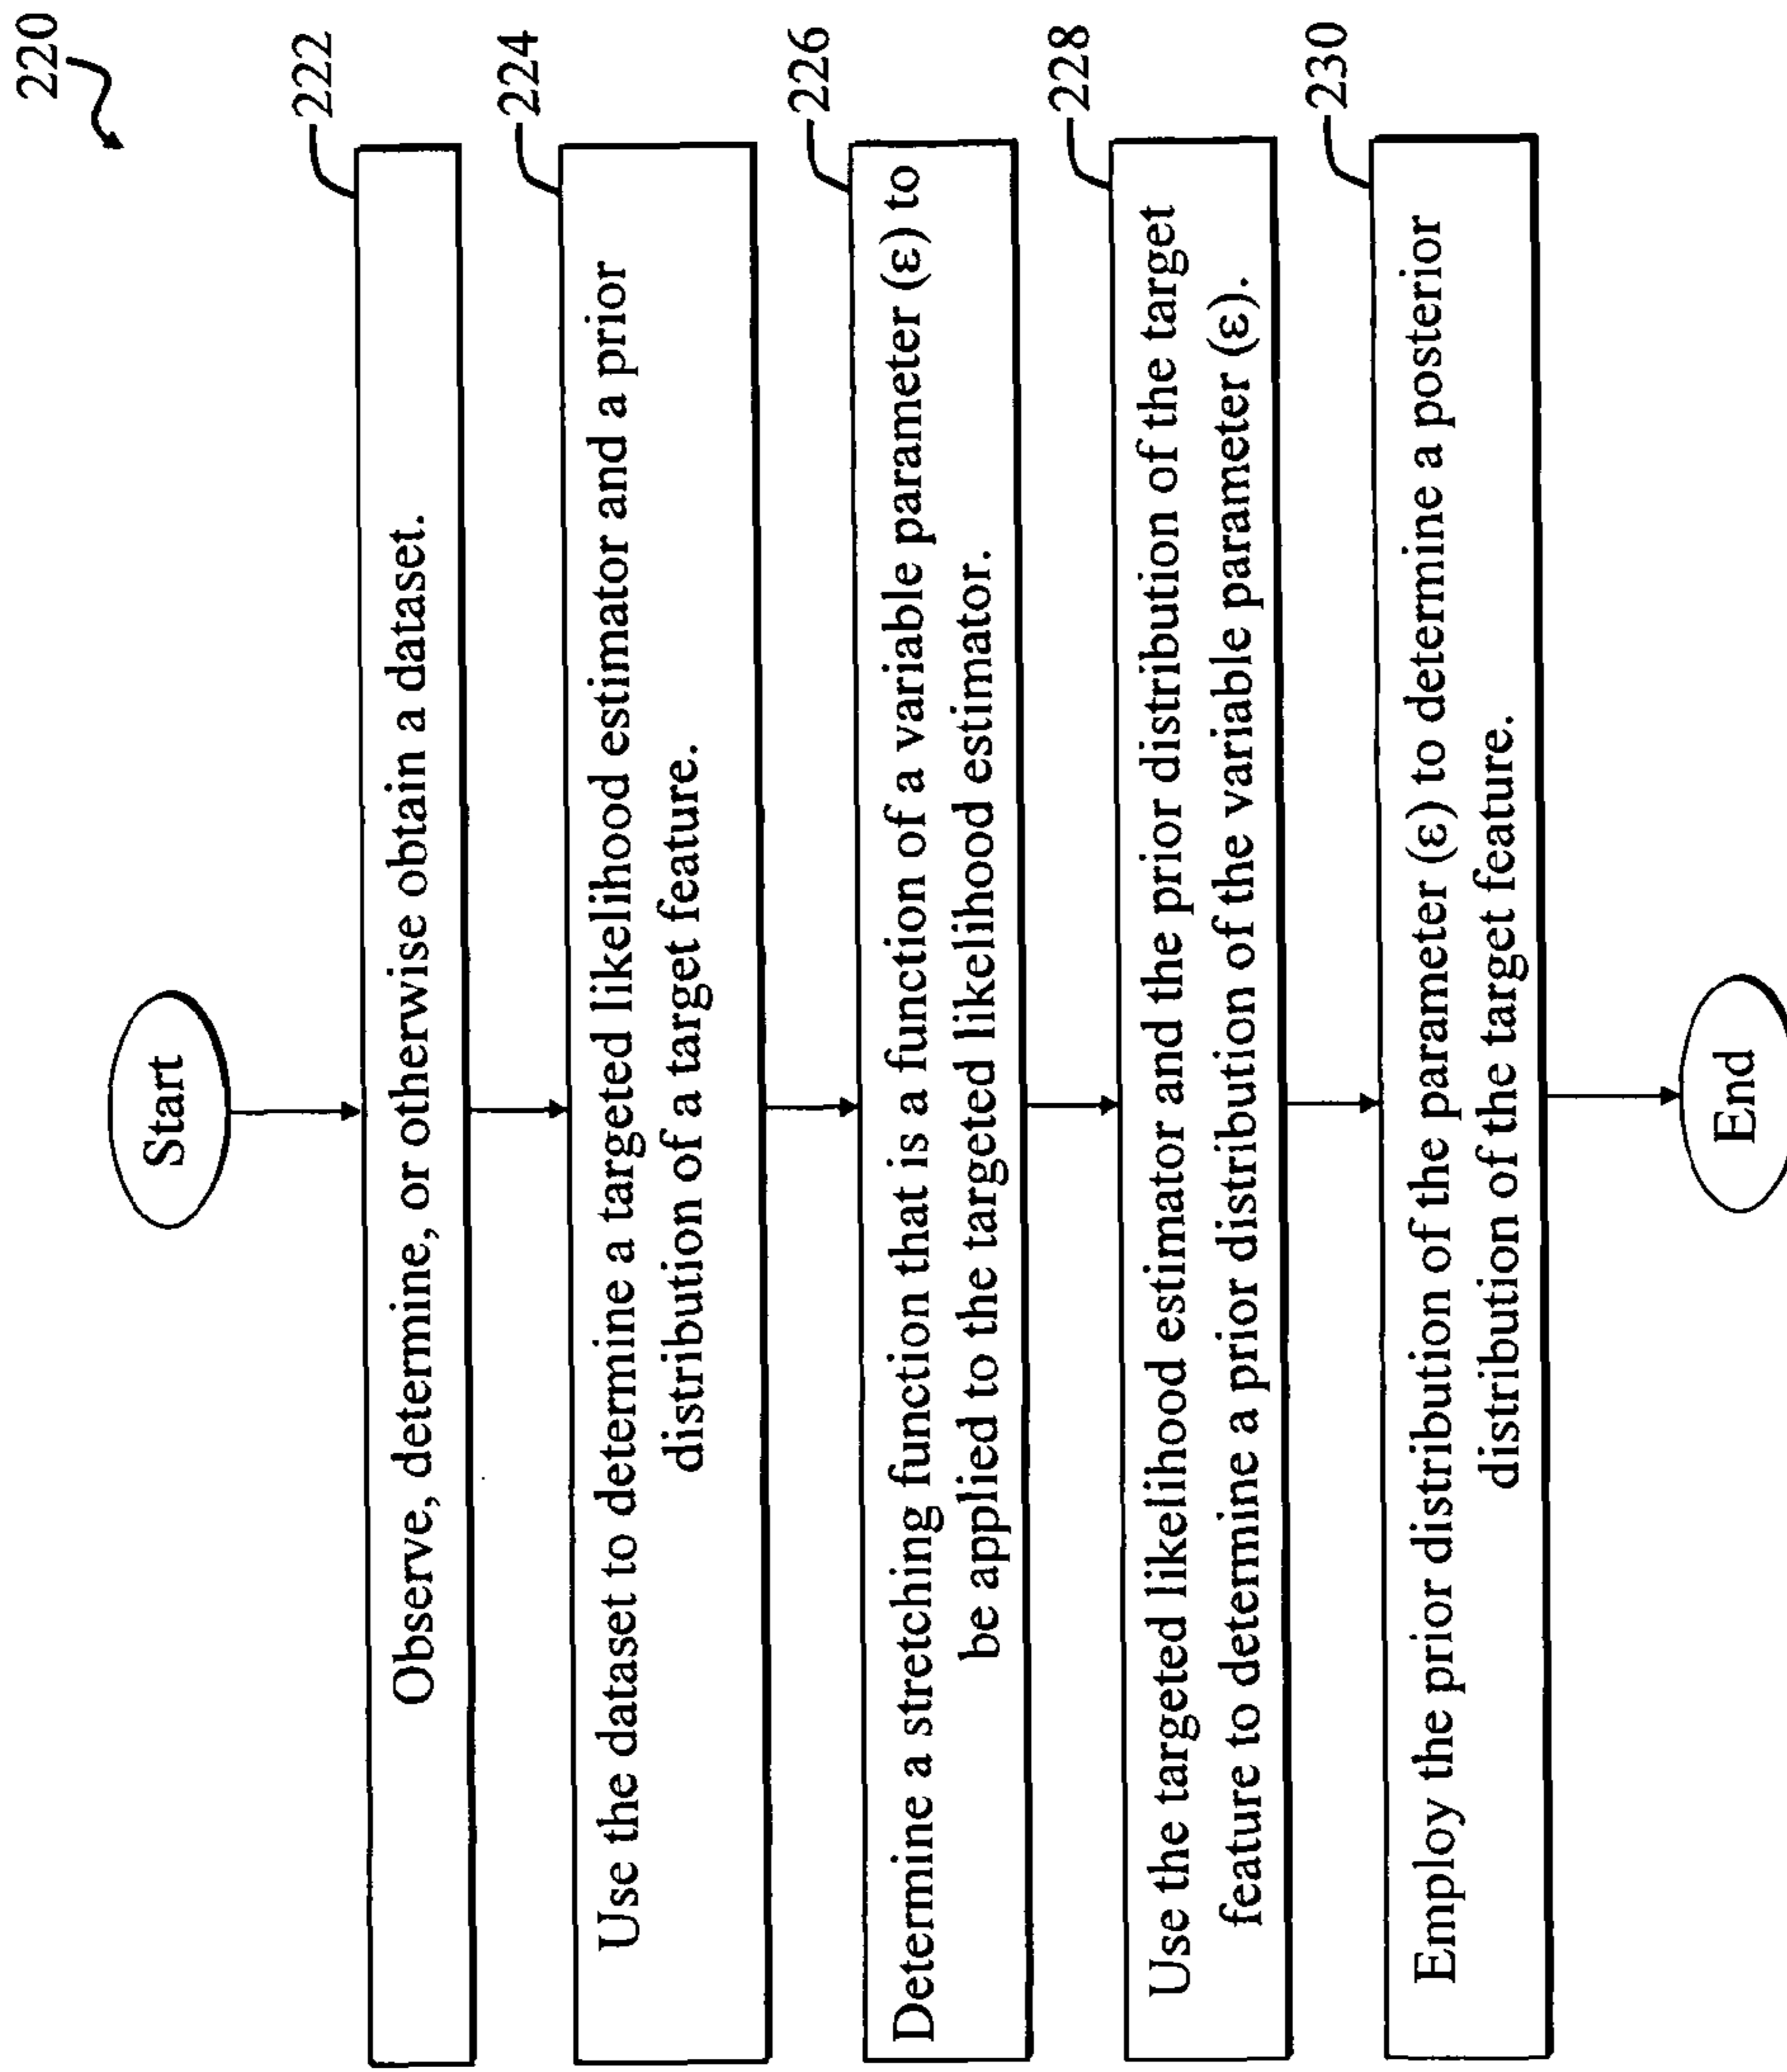 220
Start
222
Observe, determine, or otherwise obtain a dataset.
224
Use the dataset to determine a targeted likelihood estimator and a prior
distribution of a target feature.
226
Determine a stretching function that is a function of a variable parameter (ε) to
be applied to the targeted likelihood estimator.
228
Use the targeted likelihood estimator and the prior distribution of the target
feature to determine a prior distribution of the variable parameter (ε).
230
Employ the prior distribution of the parameter (ε) to determine a posterior
distribution of the target feature.
End